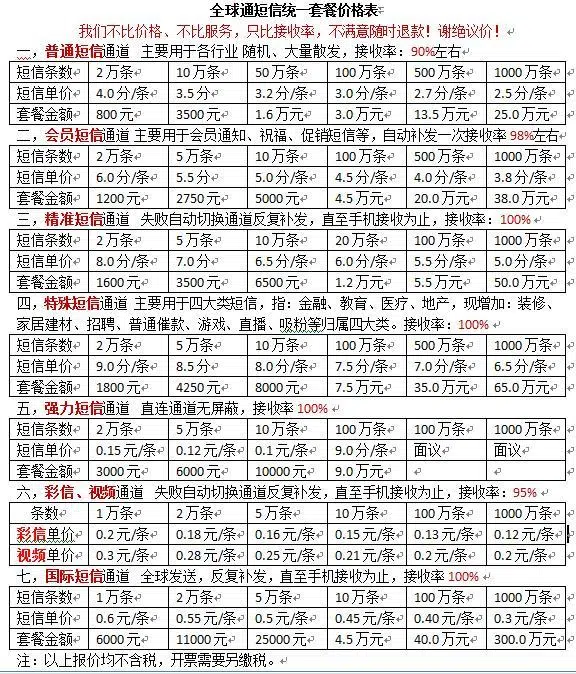 全球通短信统一套餐价格表
我们不比价格、不比服务，只比接收率，不满意随时退款！谢绝议价！
一，普通短信通道 主要用于各行业 随机、大量散发，接收率：90%左右
短信条数 2万条 10万条 50万条 100万条 500万条 1000万条
短信单价 4.0分/条 3.5分 3.2分/条 3.0分/条 2.7分/条 2.5分/条
套餐金额 800元 3500元 1.6万元 3.0万元 13.5万元 25.0万元
二，会员短信通道 主要用于会员通知、祝福、促销短信等，自动补发一次接收率 98%左右
短信条数 2万条 5万条 10万条 100万条 500万条 1000万条
短信单价 6.0分/条 5.5分 5.0分/条 4.5分/条 4.0分/条 3.8分/条
套餐金额 1200元 2750元 5000元 4.5万元 20.0万元 38.0万元
三，精准短信通道 失败自动切换通道反复补发，直至手机接收为止，接收率：100%
短信条数 2万条 5万条 10万条 20万条 100万条 1000万条
短信单价 8.0分/条 7.0分 6.5分/条 6.0分/条 5.5分/条 5.0分/条
套餐金额 1600元 3500元 6500元 1.2万元 5.5万元 50.0万元
四，特殊短信通道 主要用于四大类短信，指：金融、教育、医疗、地产，现增加：装修、
家居建材、招聘、普通催款、游戏、直播、吸粉等归属四大类。接收率：100%
短信条数 2万条 5万条 10万条 100万条 500万条 1000万条
短信单价 9.0分/条 8.5分 8.0分/条 7.5分/条 7.0分/条 6.5分/条
套餐金额 1800元 4250元 8000元 7.5万元 35.0万元 65.0万元
五，强力短信通道 直连通道无屏蔽，接收率 100%
短信条数 2万条 5万条 10万条 100万条 100万条 1000万条
短信单价 0.15元/条 0.12元/条 0.1元/条 9.0分/条 面议 面议
套餐金额 3000元 6000元 10000元 9.0万元
六，彩信、视频通道 失败自动切换通道反复补发，直至手机接收为止，接收率：95%
条数 1万条 2万条 5万条 10万条 100万条 1000万条
彩信单价 0.2元/条 0.18元/条 0.16元/条 0.15元/条 0.13元/条 0.12元/条
视频单价 0.3元/条 0.28元/条 0.25元/条 0.21元/条 0.2元/条 0.2元/条
七，国际短信通道 全球发送，反复补发，直至手机接收为止，接收率 100%
短信条数 1万条 2万条 5万条 10万条 100万条 1000万条
短信单价 0.6元/条 0.55元/条 0.5元/条 0.45元/条 0.40元/条 0.3元/条
套餐金额 6000元 11000元 25000元 4.5万元 40.0万元 300.0万元
注：以上报价均不含税，开票需要另缴税。